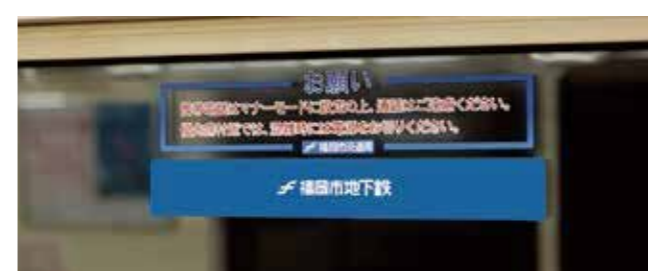 お願い
携帯電話はマナーモードに設定の上、通話はご遠慮ください。
優先席付近では、混雑時には電源をお切りください。
福岡市交通局
福岡市地下鉄